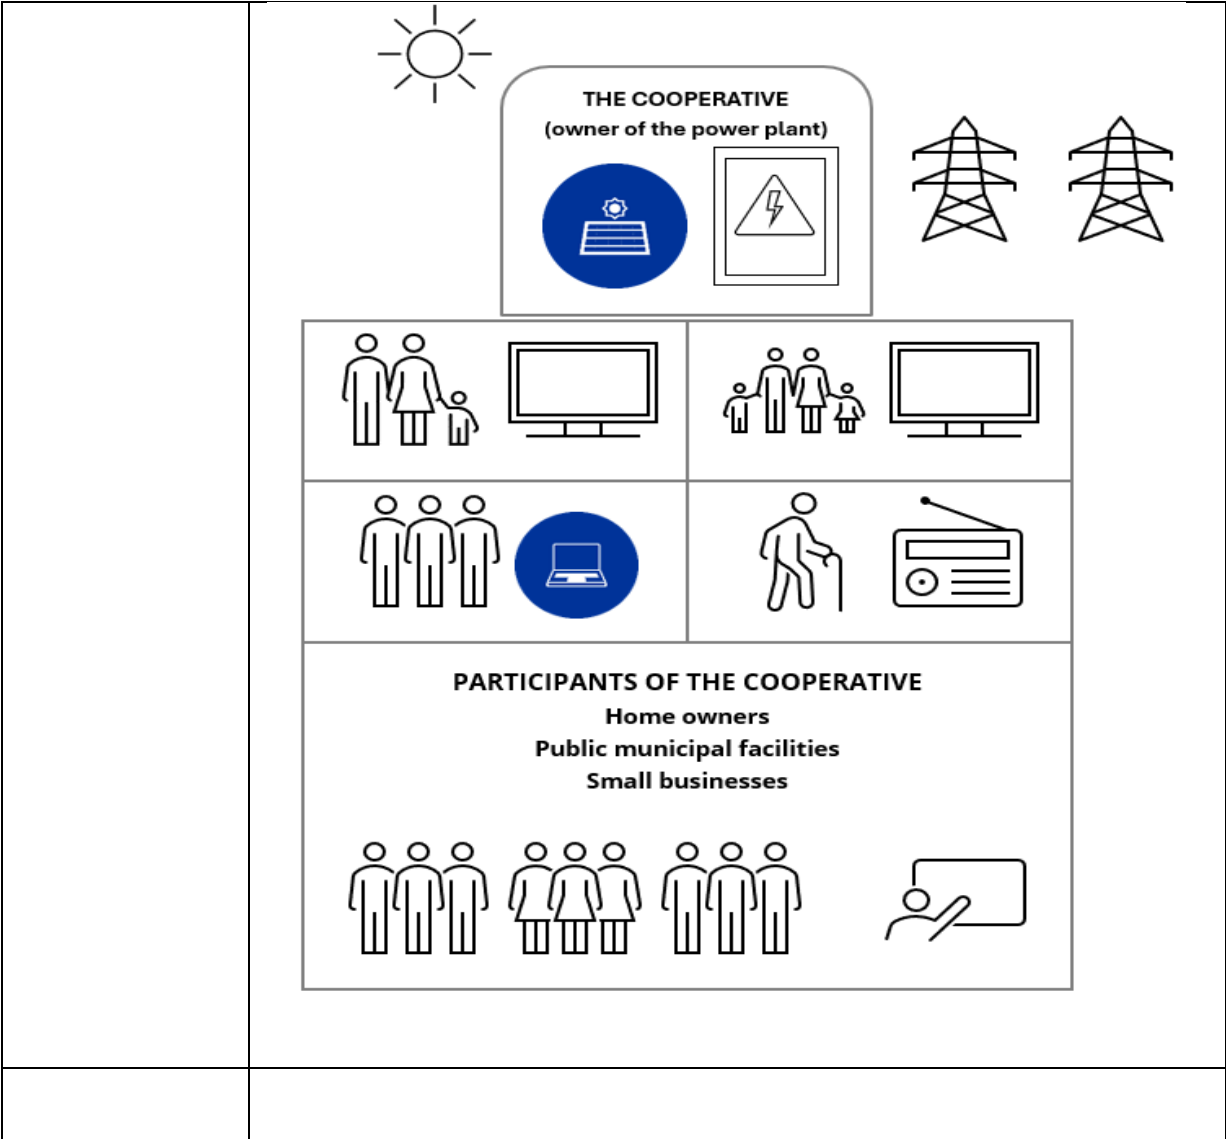 THE COOPERATIVE
(owner of the power plant)
PARTICIPANTS OF THE COOPERATIVE
Home owners
Public municipal facilities
Small businesses